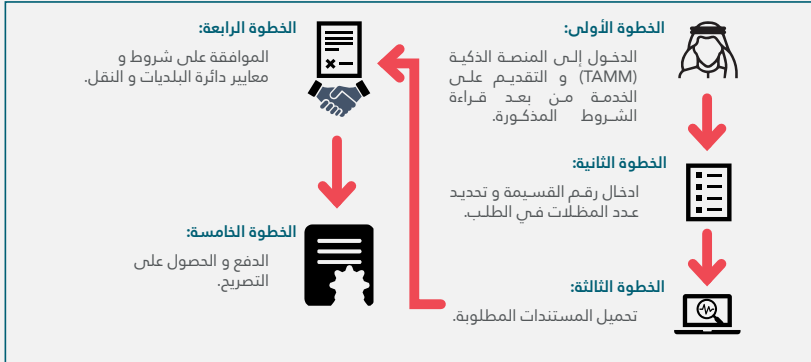 الخطوة الأولى:
الدخول إلى المنصة الذكية
(TAMM) و التقديم على
الخدمة من بعد قراءة
الشروط المذكورة.
الخطوة الثانية:
ادخال رقم القسيمة و تحديد
عدد المظلات في الطلب.
الخطوة الثالثة:
تحميل المستندات المطلوبة.
الخطوة الرابعة:
الموافقة على شروط و
معايير دائرة البلديات و النقل.
الخطوة الخامسة:
الدفع و الحصول على
التصريح.